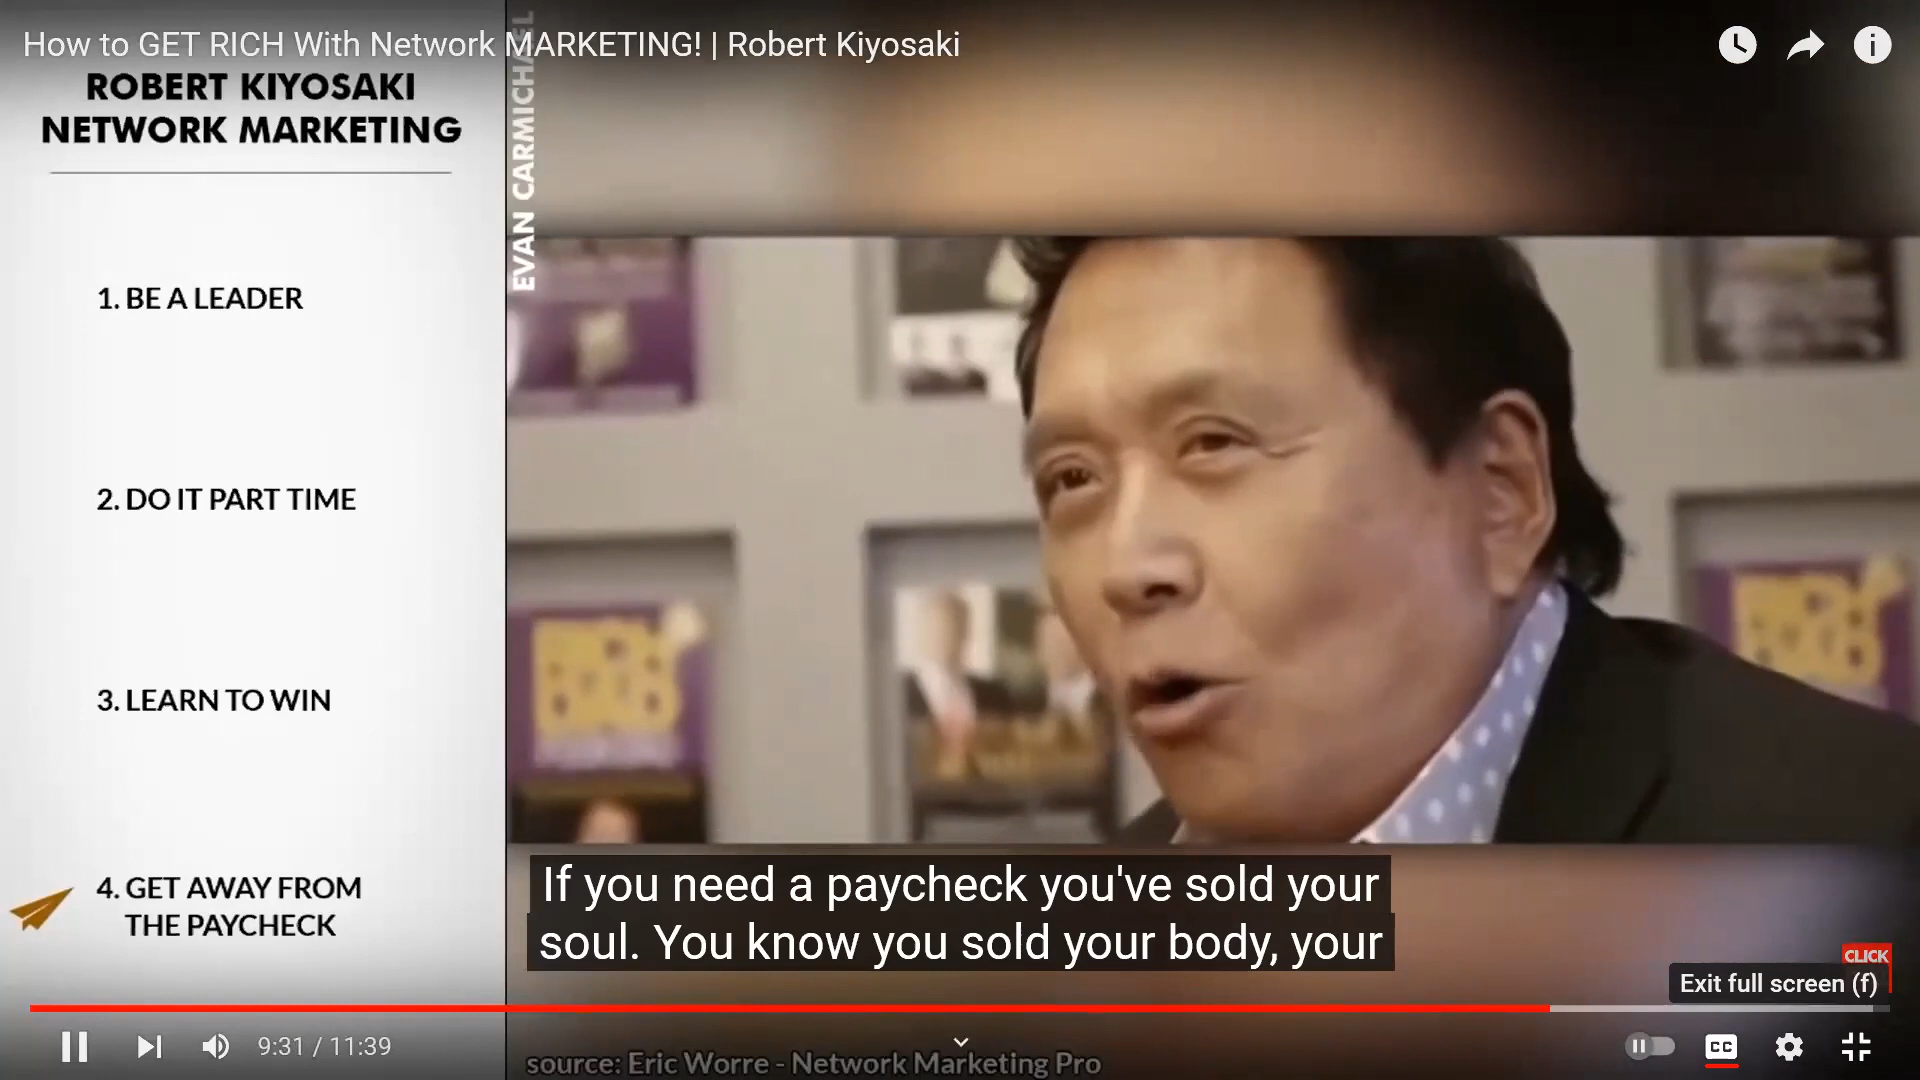 How to GET RICH With Network MARKETING! | Robert Kiyosaki
ROBERT KIYOSAKI
NETWORK MARKETING
EVAN CARMICHAEL
1. BE A LEADER
2. DO IT PART TIME
3. LEARN TO WIN
4. GET AWAY FROM
THE PAYCHECK
If you need a paycheck you've sold your
soul. You know you sold your body, your
CLICK
Exit full screen (f)
9:31 / 11:39
CC
source: Eric Worre - Network Marketing Pro